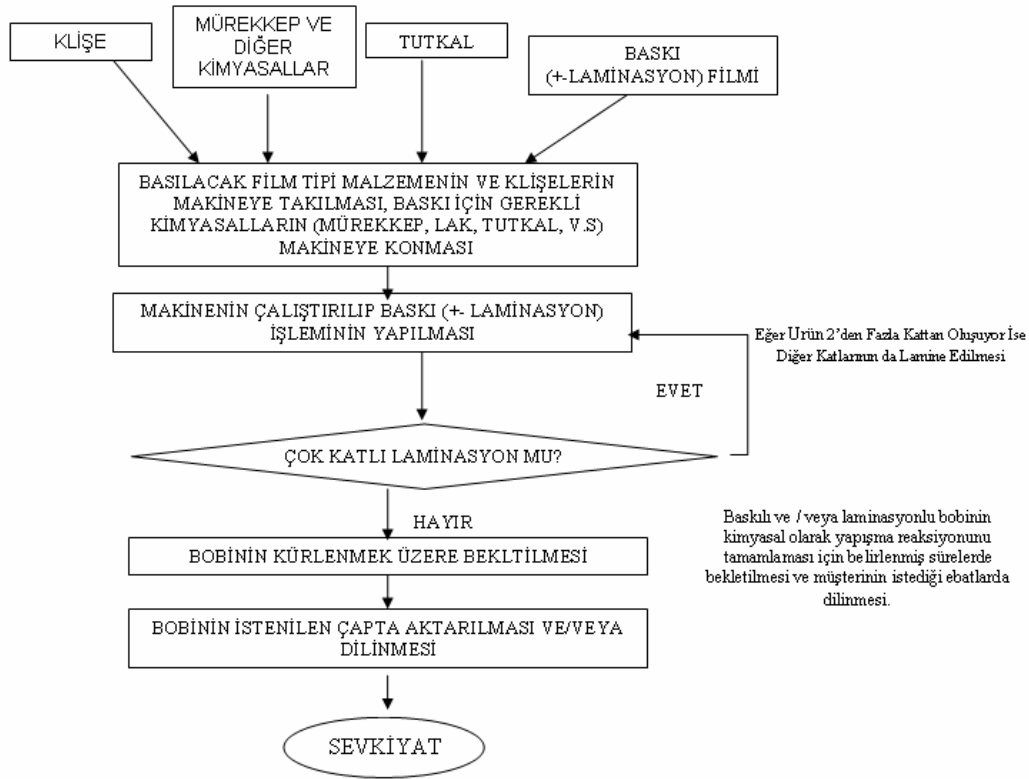 KLİŞE
MÜREKKEP VE
DİĞER
KİMYASALLAR
TUTKAL
BASKI
(+-LAMİNASYON) FİLMİ
BASILACAK FİLM TİPİ MALZEMENİN VE KLİŞELERİN
MAKİNEYE TAKILMASI, BASKI İÇİN GEREKLİ
KİMYASALLARIN (MÜREKKEP, LAK, TUTKAL, V.S)
MAKİNEYE KONMASI
MAKİNENİN ÇALIŞTIRILIP BASKI (+- LAMİNASYON)
İŞLEMİNİN YAPILMASI
Eğer Urün 2’den Fazla Kattan Oluşuyor İse
Diğer Katlarının da Lamine Edilmesi
EVET
ÇOK KATLI LAMİNASYON MU?
HAYIR
BOBİNİN KÜRLENMEK ÜZERE BEKLTİLMESİ
Baskılı ve / veya laminasyonlu bobinin
kimyasal olarak yapışma reaksiyonunu
tamamlaması için belirlenmiş sürelerde
bekletilmesi ve müşterinin istediği ebatlarda
dilinmesi.
BOBİNİN İSTENİLEN ÇAPTA AKTARILMASI VE/VEYA
DİLİNMESİ
SEVKİYAT